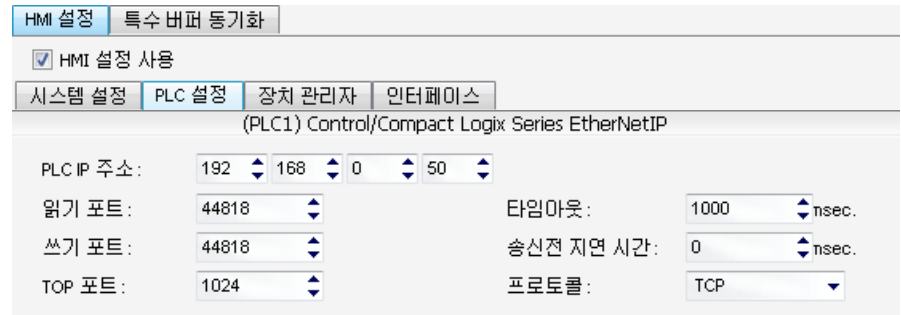 HMI 설정 특수 버퍼 동기화
HMI 설정 사용
시스템 설정 PLC 설정 장치 관리자 인터페이스
(PLC1) Control/Compact Logix Series EtherNetIP
PLC IP 주소: 192 168 0 50
읽기 포트: 44818 타임아웃: 1000 msec.
쓰기 포트: 44818 송신전 지연 시간: 0 msec.
TOP 포트: 1024 프로토콜: TCP